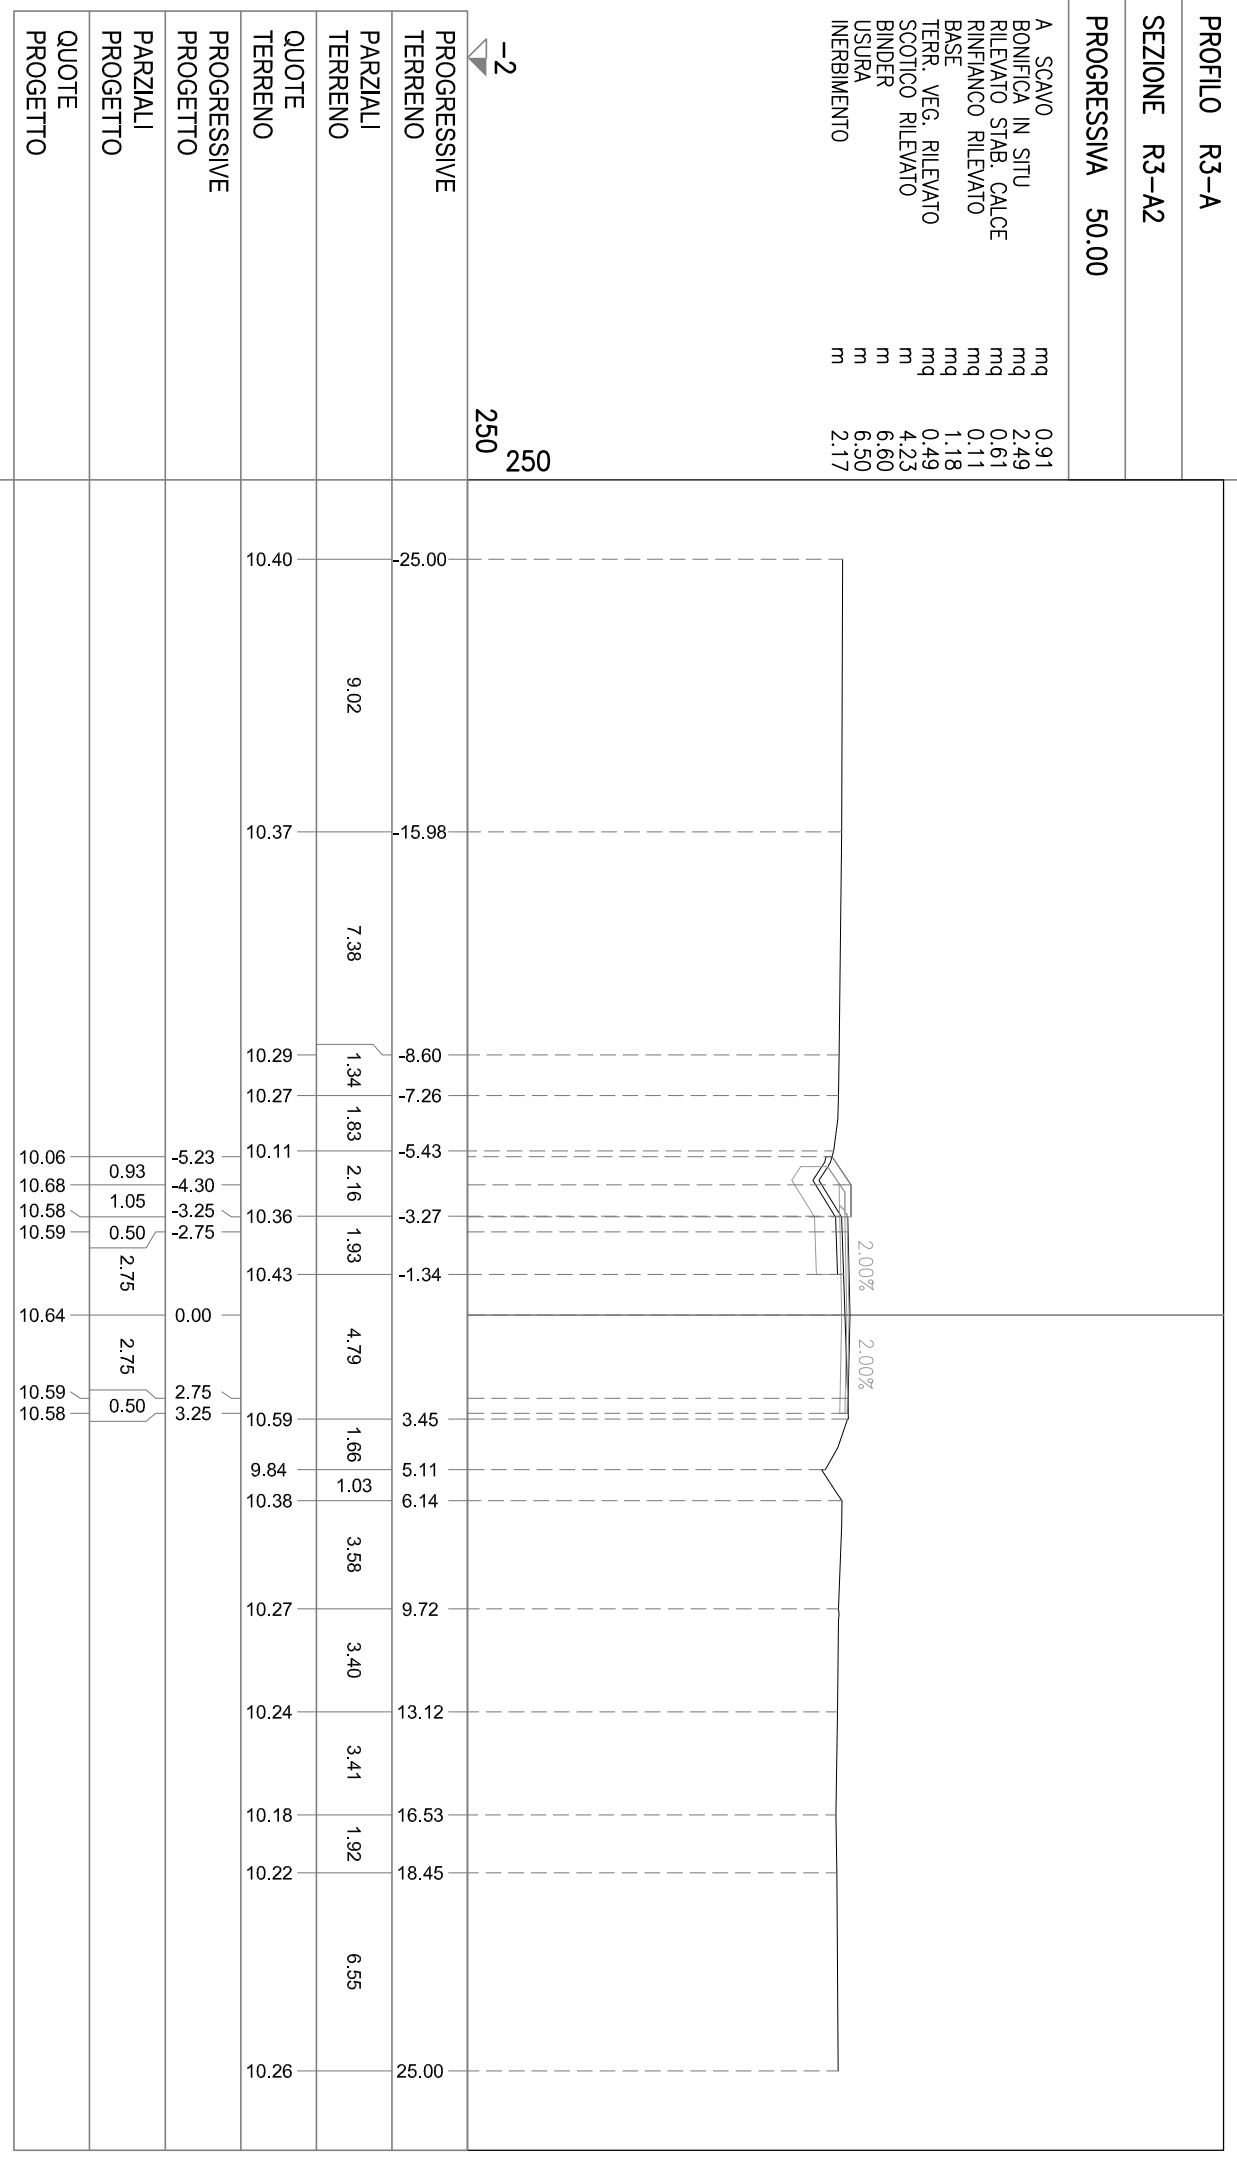 PROFILO R3-A
SEZIONE R3-A2
PROGRESSIVA 50.00
A SCAVO mq 0.91
BONIFICA IN SITU mq 2.49
RILEVATO STAB. CALCE mq 0.61
RINFIANCO RILEVATO mq 0.11
BASE mq 1.18
TERR. VEG. RILEVATO mq 0.49
SCOTICO RILEVATO m 4.23
BINDER m 6.60
USURA m 6.50
INERBIMENTO m 2.17
2.00% 2.00%
250
250
-2
PROGRESSIVE
TERRENO
-25.00 -15.98 -8.60 -7.26 -5.43 -3.27 -1.34 3.45 5.11 6.14 9.72 13.12 16.53 18.45 25.00
PARZIALI
TERRENO
9.02 7.38 1.34 1.83 2.16 1.93 4.79 1.66 1.03 3.58 3.40 3.41 1.92 6.55
QUOTE
TERRENO
10.40 10.37 10.29 10.27 10.11 10.36 10.43 10.59 9.84 10.38 10.27 10.24 10.18 10.22 10.26
PROGRESSIVE
PROGETTO
-5.23 -4.30 -3.25 -2.75 0.00 2.75 3.25
PARZIALI
PROGETTO
0.93 1.05 0.50 2.75 2.75 0.50
QUOTE
PROGETTO
10.06 10.68 10.58 10.59 10.64 10.59 10.58